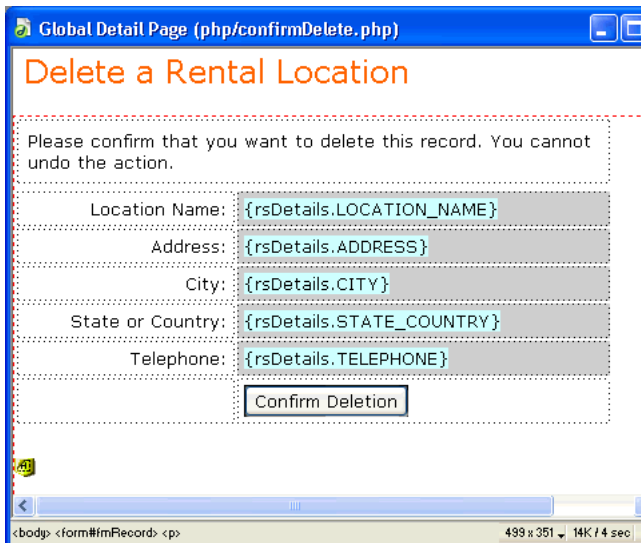 Global Detail Page (php/confirmDelete.php)
Delete a Rental Location
Please confirm that you want to delete this record. You cannot
undo the action.
Location Name: {rsDetails.LOCATION_NAME}
Address: {rsDetails.ADDRESS}
City: {rsDetails.CITY}
State or Country: {rsDetails.STATE_COUNTRY}
Telephone: {rsDetails.TELEPHONE}
Confirm Deletion
<body> <form#fmRecord> <p> 499 x 351 14K / 4 sec